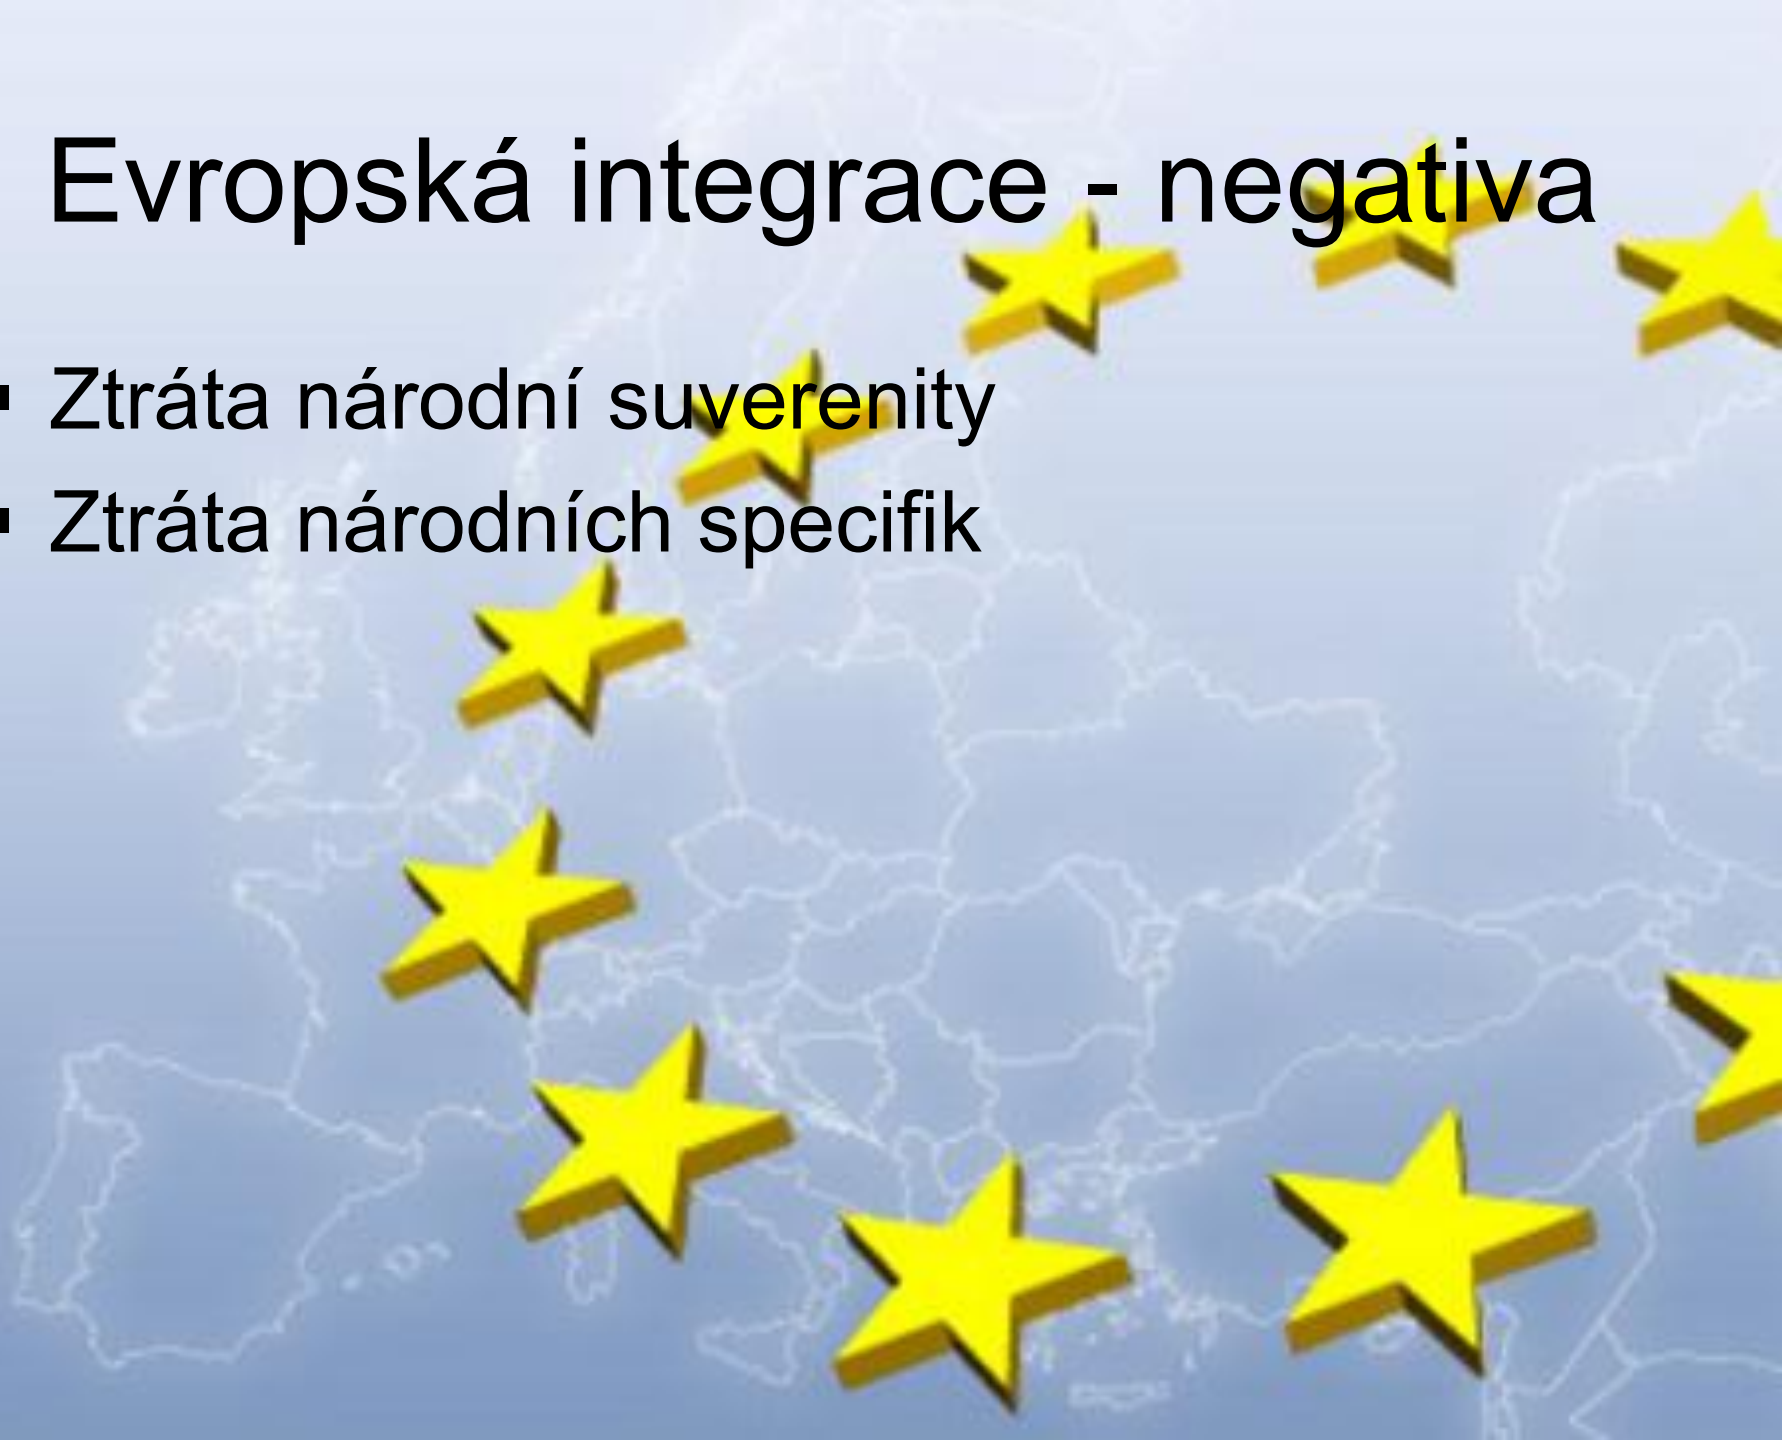 Evropská integrace - negativa
▪ Ztráta národní suverenity
▪ Ztráta národních specifik